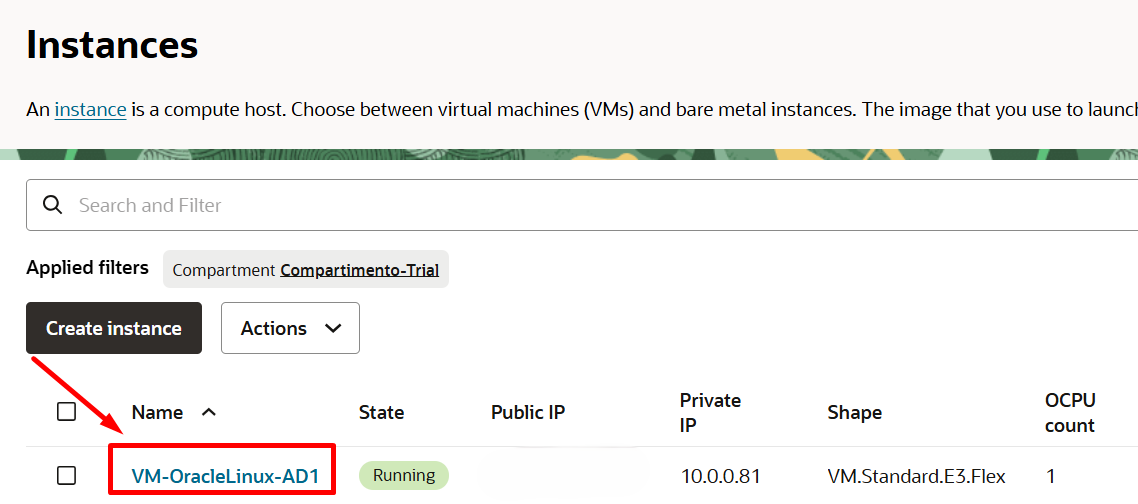 Instances
An instance is a compute host. Choose between virtual machines (VMs) and bare metal instances. The image that you use to launch
Search and Filter
Applied filters Compartment Compartimento-Trial
Create instance Actions
Name State Public IP Private IP Shape OCPU count
VM-OracleLinux-AD1 Running 10.0.0.81 VM.Standard.E3.Flex 1